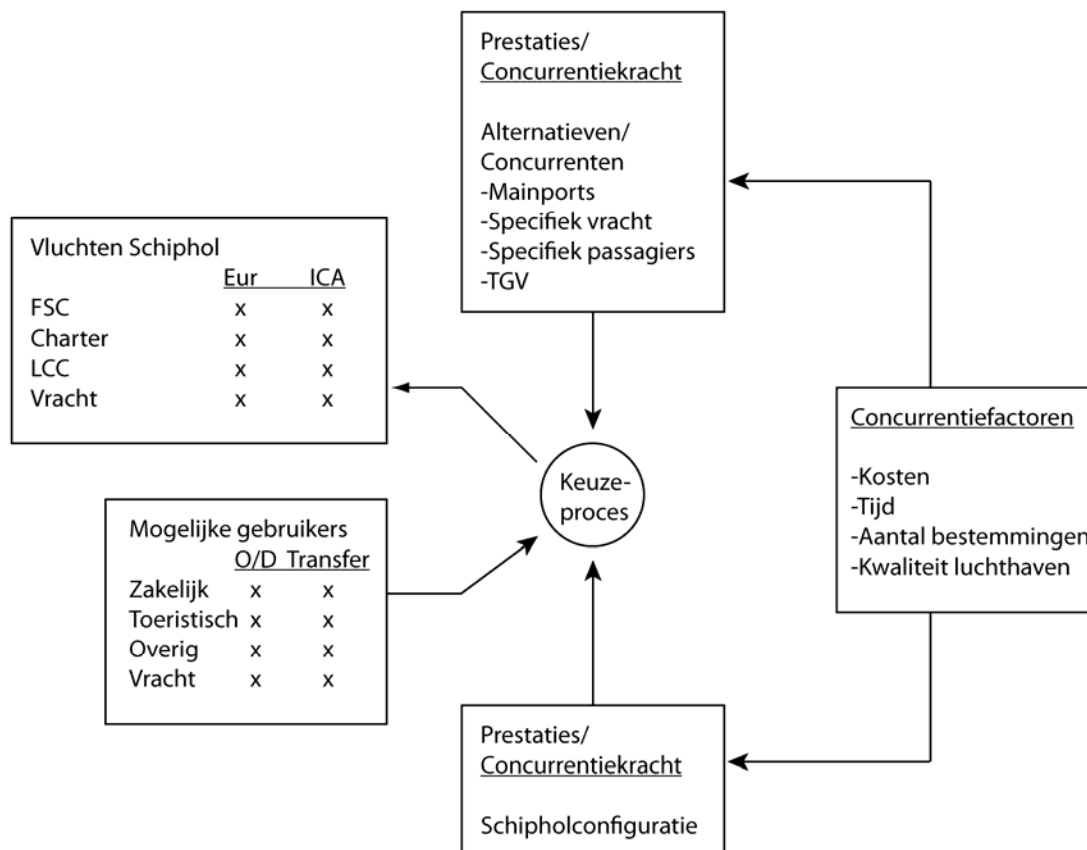 Prestaties/
Concurrentiekracht
Alternatieven/
Concurrenten
-Mainports
-Specifiek vracht
-Specifiek passagiers
-TGV
Vluchten Schiphol
Eur ICA
FSC x x
Charter x x
LCC x x
Vracht x x
Concurrentiefactoren
-Kosten
-Tijd
-Aantal bestemmingen
-Kwaliteit luchthaven
Keuze-
proces
Mogelijke gebruikers
O/D Transfer
Zakelijk x x
Toeristisch x x
Overig x x
Vracht x x
Prestaties/
Concurrentiekracht
Schipholconfiguratie